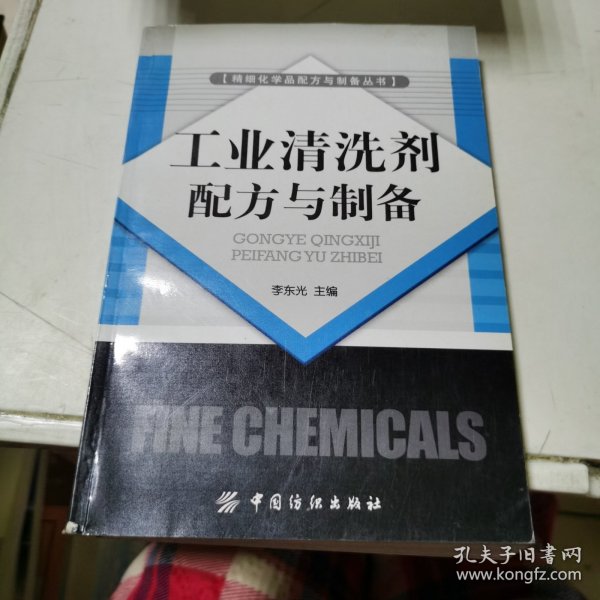 【精细化学品配方与制备丛书】
工业清洗剂
配方与制备
GONGYE QINGXIJI
PEIFANG YU ZHIBEI
李东光 主编
FINE CHEMICALS
中国纺织出版社
孔夫子旧书网
www.kongfz.com